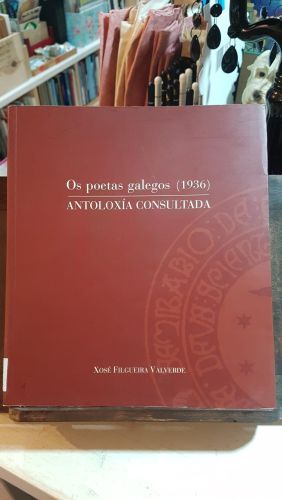 Os poetas galegos (1936)
ANTOLOXÍA CONSULTADA
XOSÉ FILGUEIRA VALVERDE